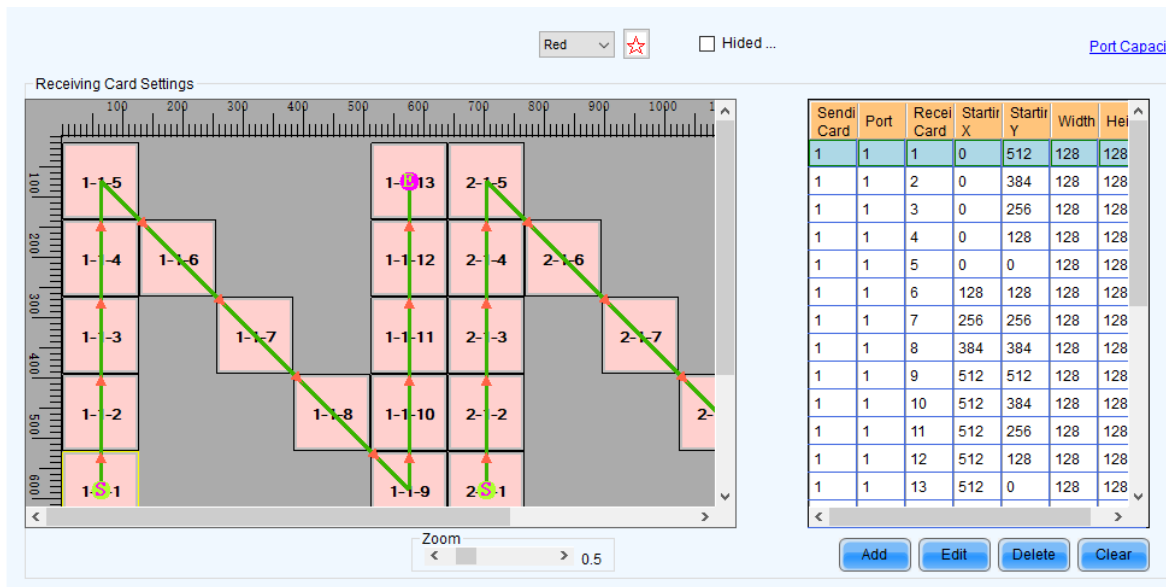 Red
Hided ...
Port Capaci
Receiving Card Settings
100 200 300 400 500 600 700 800 900 1000 1
100
200
300
400
500
600
1-1-5 1-E-13 2-1-5
1-1-4 1-1-6 1-1-12 2-1-4 2-1-6
1-1-3 1-1-7 1-1-11 2-1-3 2-1-7
1-1-2 1-1-8 1-1-10 2-1-2 2-
1-S-1 1-1-9 2-S-1
Zoom
0.5
Sendi Card Port Recei Card Startir X Startir Y Width Hei
1 1 1 0 512 128 128
1 1 2 0 384 128 128
1 1 3 0 256 128 128
1 1 4 0 128 128 128
1 1 5 0 0 128 128
1 1 6 128 128 128 128
1 1 7 256 256 128 128
1 1 8 384 384 128 128
1 1 9 512 512 128 128
1 1 10 512 384 128 128
1 1 11 512 256 128 128
1 1 12 512 128 128 128
1 1 13 512 0 128 128
Add Edit Delete Clear